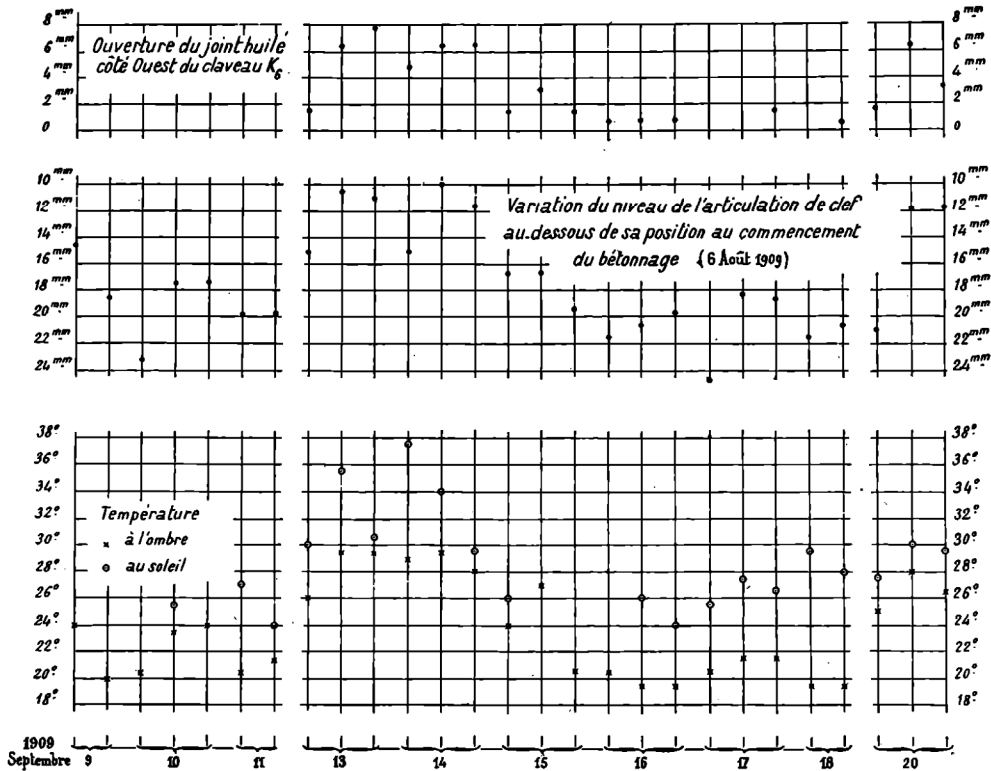 8 mm
6 mm
4 mm
2 mm
0
Ouverture du joint huilé
côté Ouest du claveau K6
8 mm
6 mm
4 mm
2 mm
0
10 mm
12 mm
14 mm
16 mm
18 mm
20 mm
22 mm
24 mm
Variation du niveau de l'articulation de clef
au-dessous de sa position au commencement
du bétonnage (6 Août 1909)
10 mm
12 mm
14 mm
16 mm
18 mm
20 mm
22 mm
24 mm
38°
36°
34°
32°
30°
28°
26°
24°
22°
20°
18°
Température
× à l'ombre
⊙ au soleil
38°
36°
34°
32°
30°
28°
26°
24°
22°
20°
18°
1909
Septembre 9 10 11 13 14 15 16 17 18 20